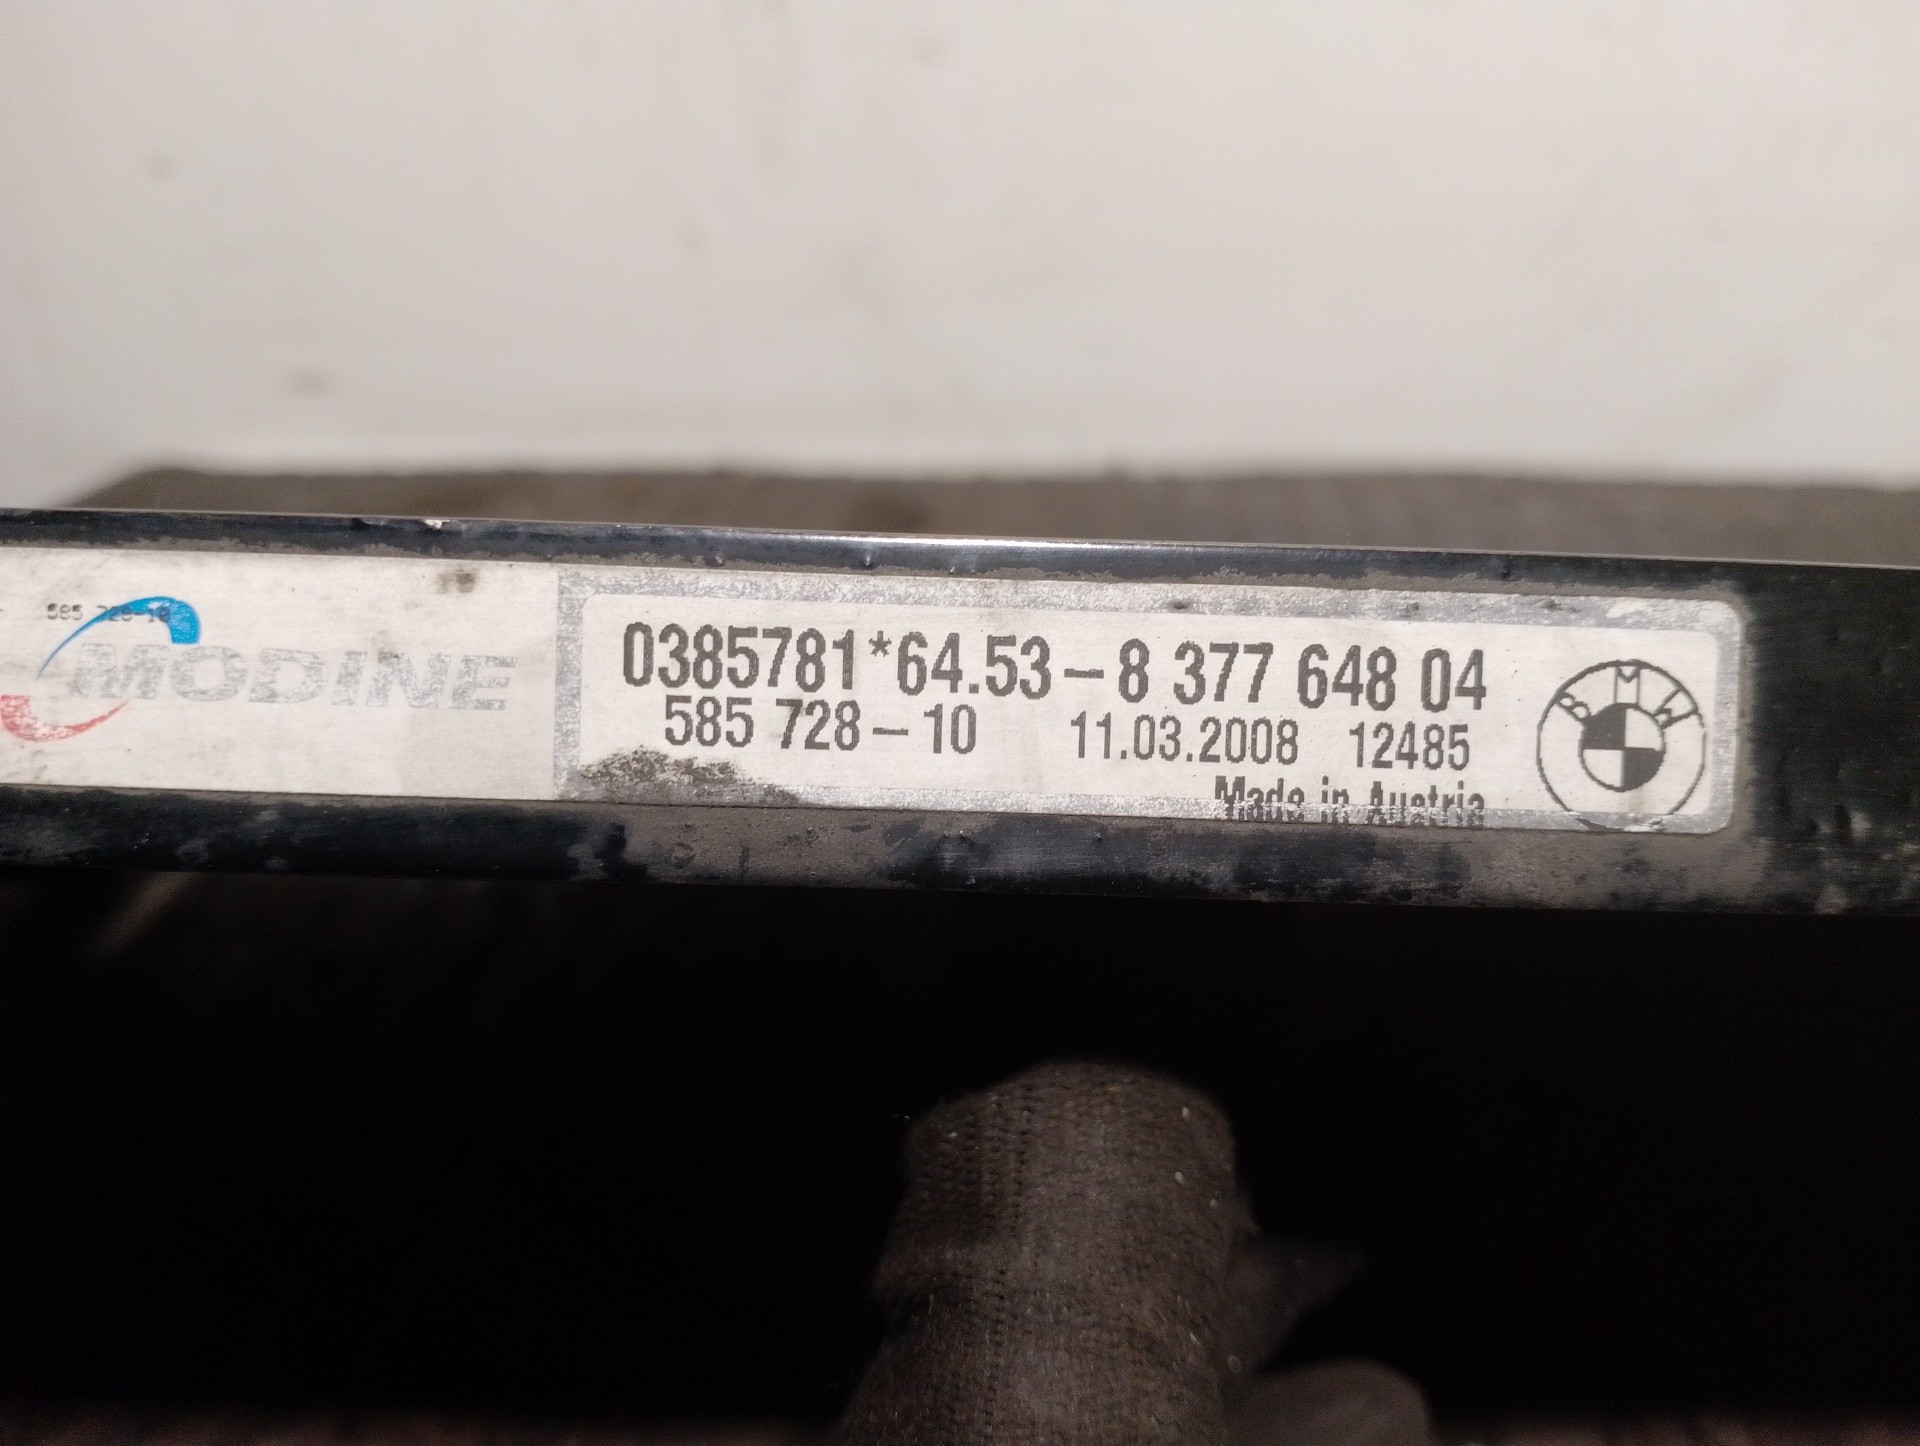 585 728-10
MODINE
0385781*64.53-8 377 648 04
585 728-10 11.03.2008 12485
Made in Austria
BMW